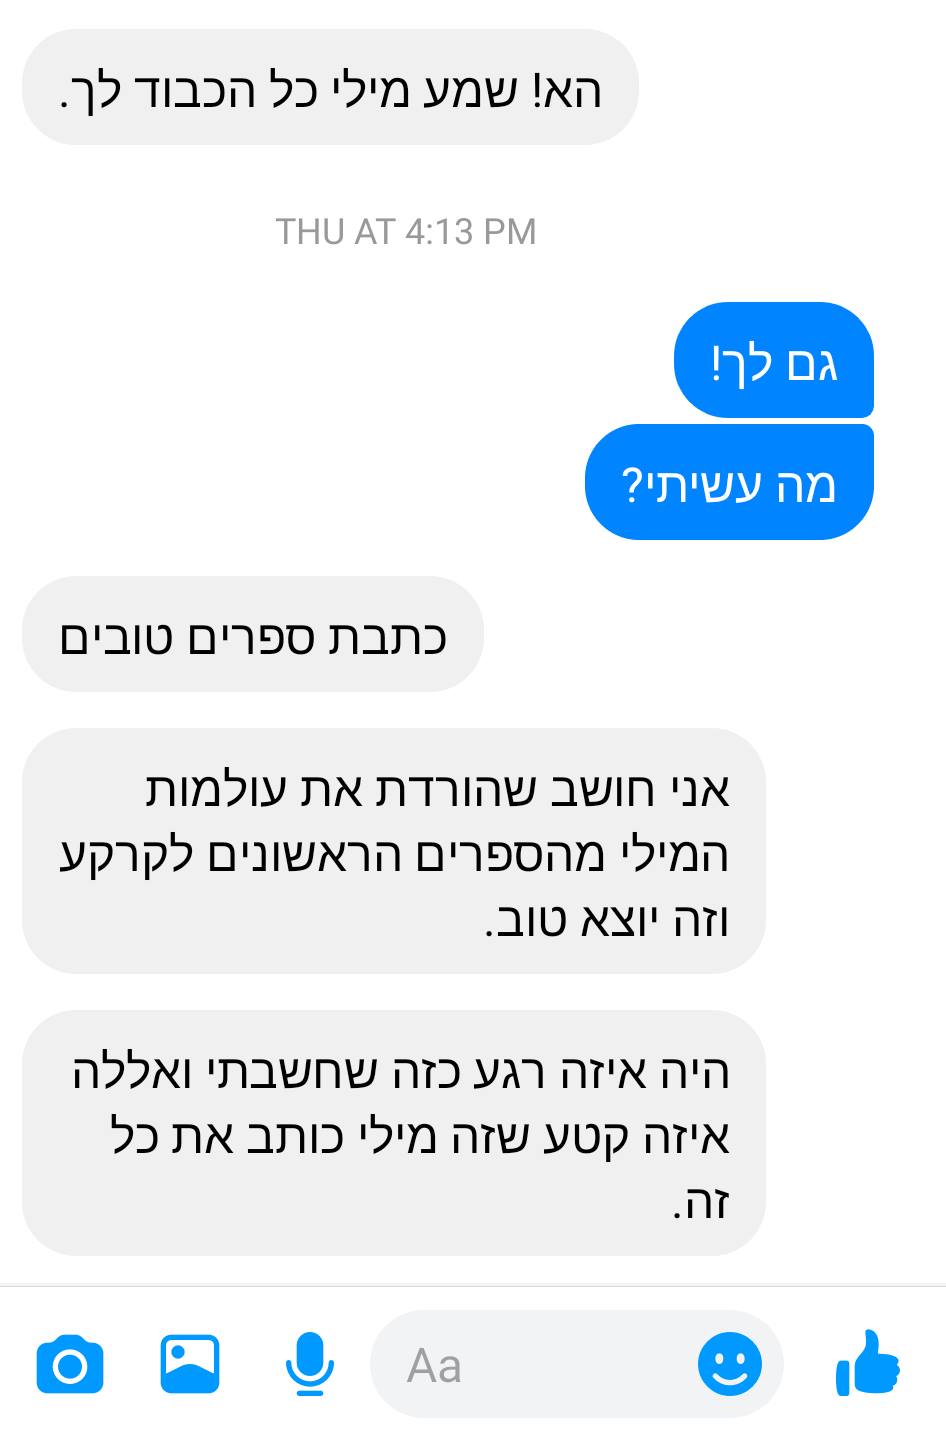 הא! שמע מילי כל הכבוד לך.
THU AT 4:13 PM
גם לך!
מה עשיתי?
כתבת ספרים טובים
אני חושב שהורדת את עולמות
המילי מהספרים הראשונים לקרקע
וזה יוצא טוב.
היה איזה רגע כזה שחשבתי ואללה
איזה קטע שזה מילי כותב את כל
זה.
Aa